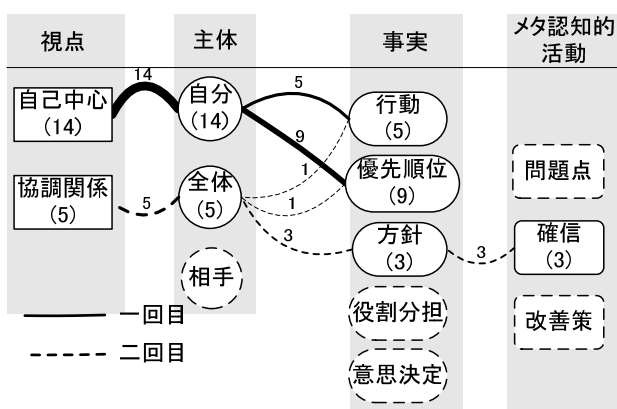 視点
主体
事実
メタ認知的
活動
14
自己中心
(14)
自分
(14)
5
行動
(5)
9
優先順位
(9)
協調関係
(5)
5
全体
(5)
1
1
3
方針
(3)
3
問題点
確信
(3)
相手
役割分担
改善策
意思決定
一回目
二回目